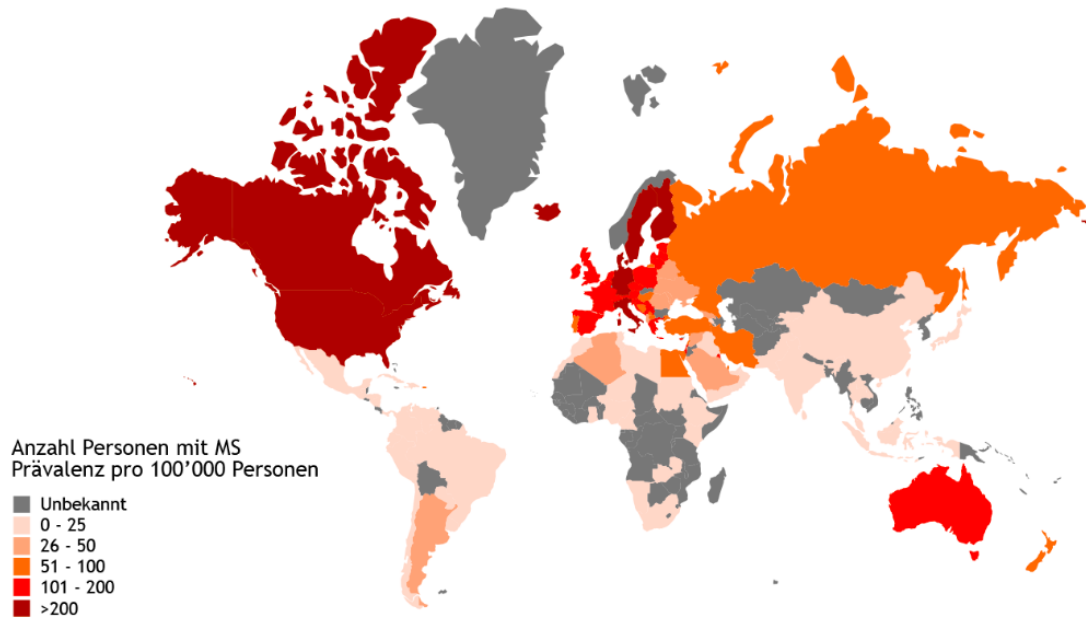 Anzahl Personen mit MS
Prävalenz pro 100'000 Personen
Unbekannt
0 - 25
26 - 50
51 - 100
101 - 200
>200